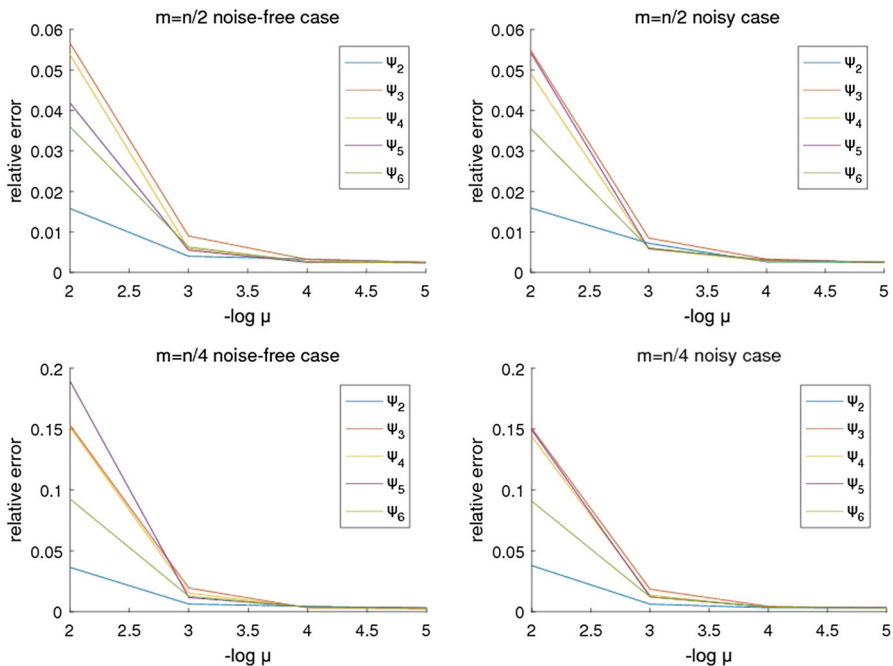 m=n/2 noise-free case
0.06
0.05
0.04
0.03
0.02
0.01
0
relative error
2 2.5 3 3.5 4 4.5 5
-log μ
ψ2
ψ3
ψ4
ψ5
ψ6
m=n/2 noisy case
0.06
0.05
0.04
0.03
0.02
0.01
0
relative error
2 2.5 3 3.5 4 4.5 5
-log μ
ψ2
ψ3
ψ4
ψ5
ψ6
m=n/4 noise-free case
0.2
0.15
0.1
0.05
0
relative error
2 2.5 3 3.5 4 4.5 5
-log μ
ψ2
ψ3
ψ4
ψ5
ψ6
m=n/4 noisy case
0.2
0.15
0.1
0.05
0
relative error
2 2.5 3 3.5 4 4.5 5
-log μ
ψ2
ψ3
ψ4
ψ5
ψ6